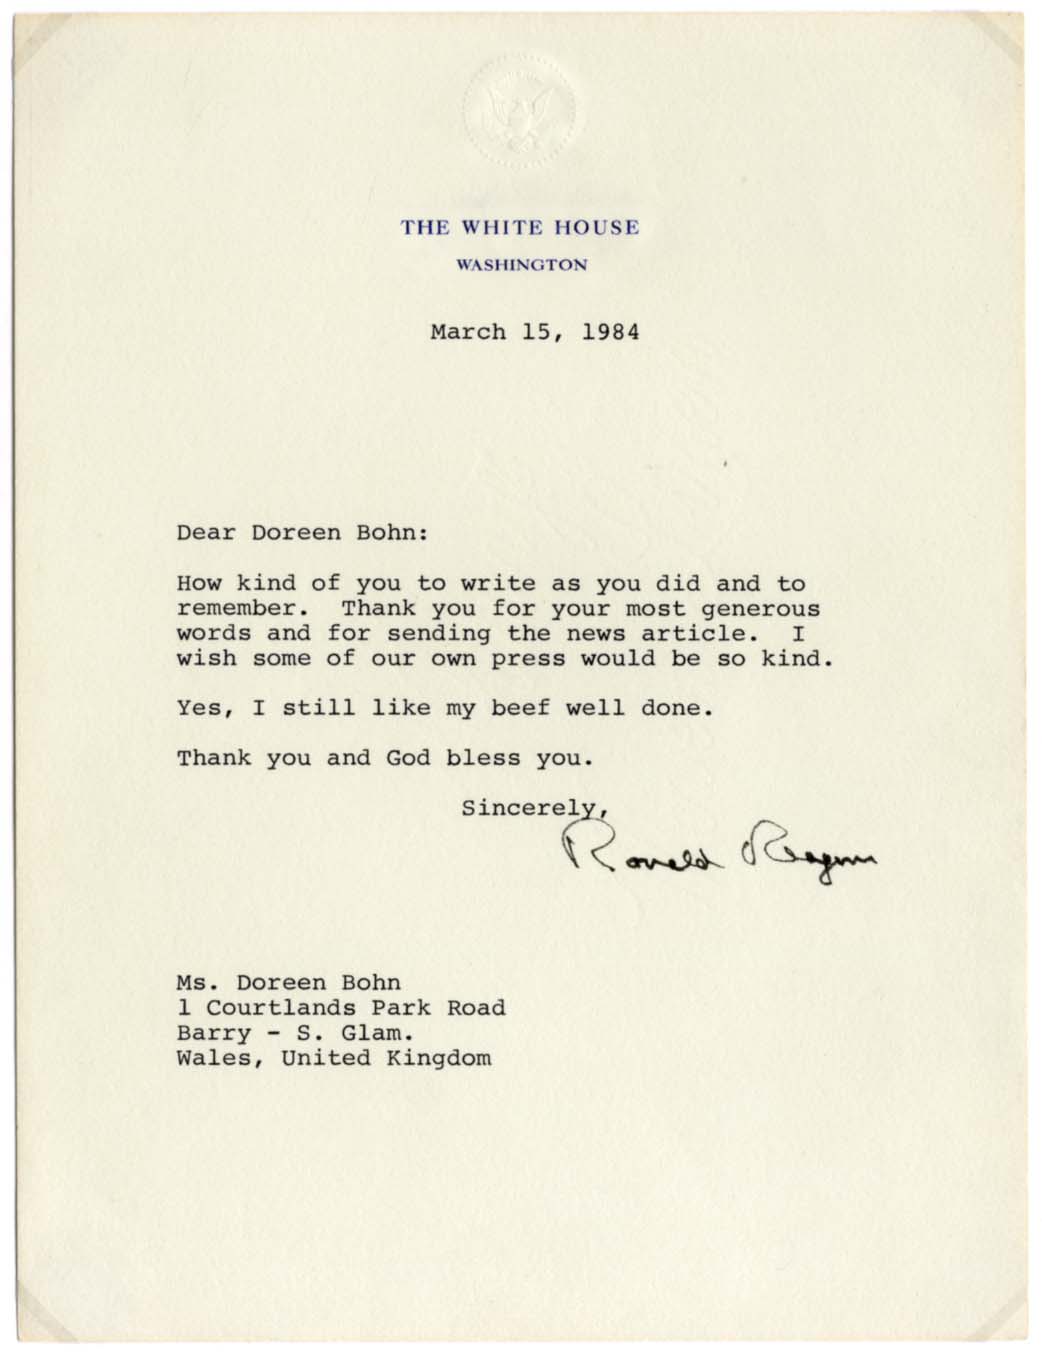 THE WHITE HOUSE
WASHINGTON
March 15, 1984
Dear Doreen Bohn:
How kind of you to write as you did and to
remember.  Thank you for your most generous
words and for sending the news article.  I
wish some of our own press would be so kind.
Yes, I still like my beef well done.
Thank you and God bless you.
Sincerely,
Ronald Reagan
Ms. Doreen Bohn
1 Courtlands Park Road
Barry - S. Glam.
Wales, United Kingdom